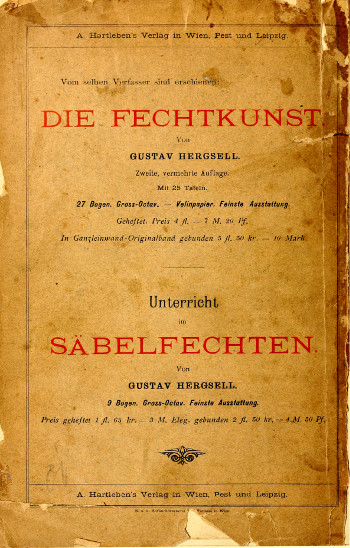 A. Hartleben's Verlag in Wien, Pest und Leipzig.
Vom selben Verfasser sind erschienen:
DIE FECHTKUNST
Von
GUSTAV HERGSELL.
Zweite, vermehrte Auflage.
Mit 25 Tafeln.
27 Bogen. Gross-Octav. — Velinpapier. Feinste Ausstattung.
Geheftet. Preis 4 fl. — 7 M. 20 Pf.
In Ganzleinwand-Originalband gebunden 5 fl. 50 kr. — 10 Mark.
Unterricht
im
SÄBELFECHTEN.
Von
GUSTAV HERGSELL.
9 Bogen. Gross-Octav. Feinste Ausstattung.
Preis geheftet 1 fl. 65 kr. — 3 M. Eleg. gebunden 2 fl. 50 kr. — 4 M. 50 Pf.
A. Hartleben's Verlag in Wien, Pest und Leipzig.